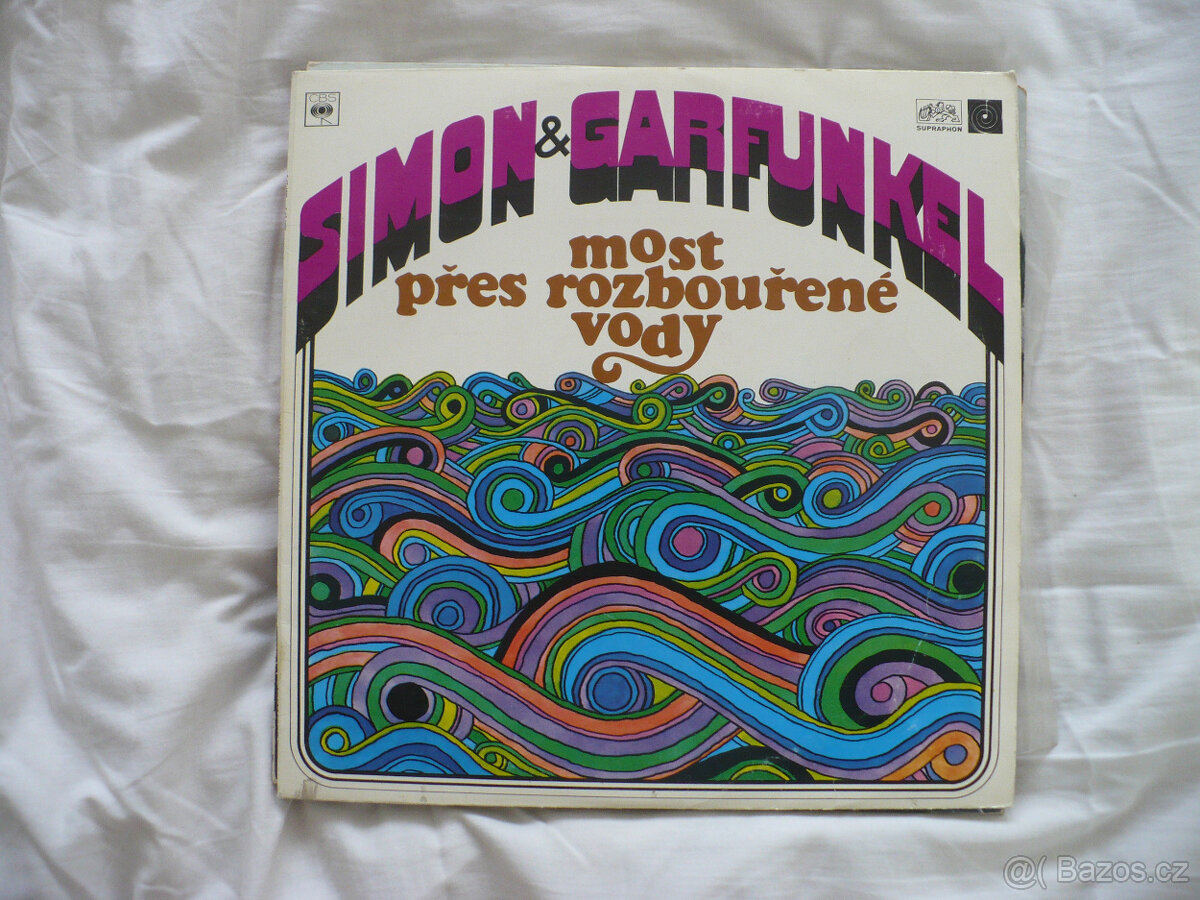 CBS
SUPRAPHON
SIMON & GARFUNKEL
most
přes rozbouřené
vody
@( Bazos.cz